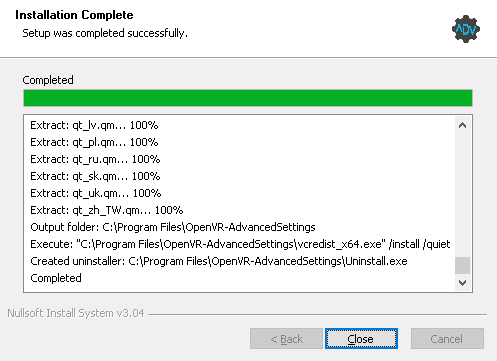 Installation Complete
Setup was completed successfully.
ADV
Completed
Extract: qt_lv.qm... 100%
Extract: qt_pl.qm... 100%
Extract: qt_ru.qm... 100%
Extract: qt_sk.qm... 100%
Extract: qt_uk.qm... 100%
Extract: qt_zh_TW.qm... 100%
Output folder: C:\Program Files\OpenVR-AdvancedSettings
Execute: "C:\Program Files\OpenVR-AdvancedSettings\vcredist_x64.exe" /install /quiet
Created uninstaller: C:\Program Files\OpenVR-AdvancedSettings\Uninstall.exe
Completed
Nullsoft Install System v3.04
< Back
Close
Cancel